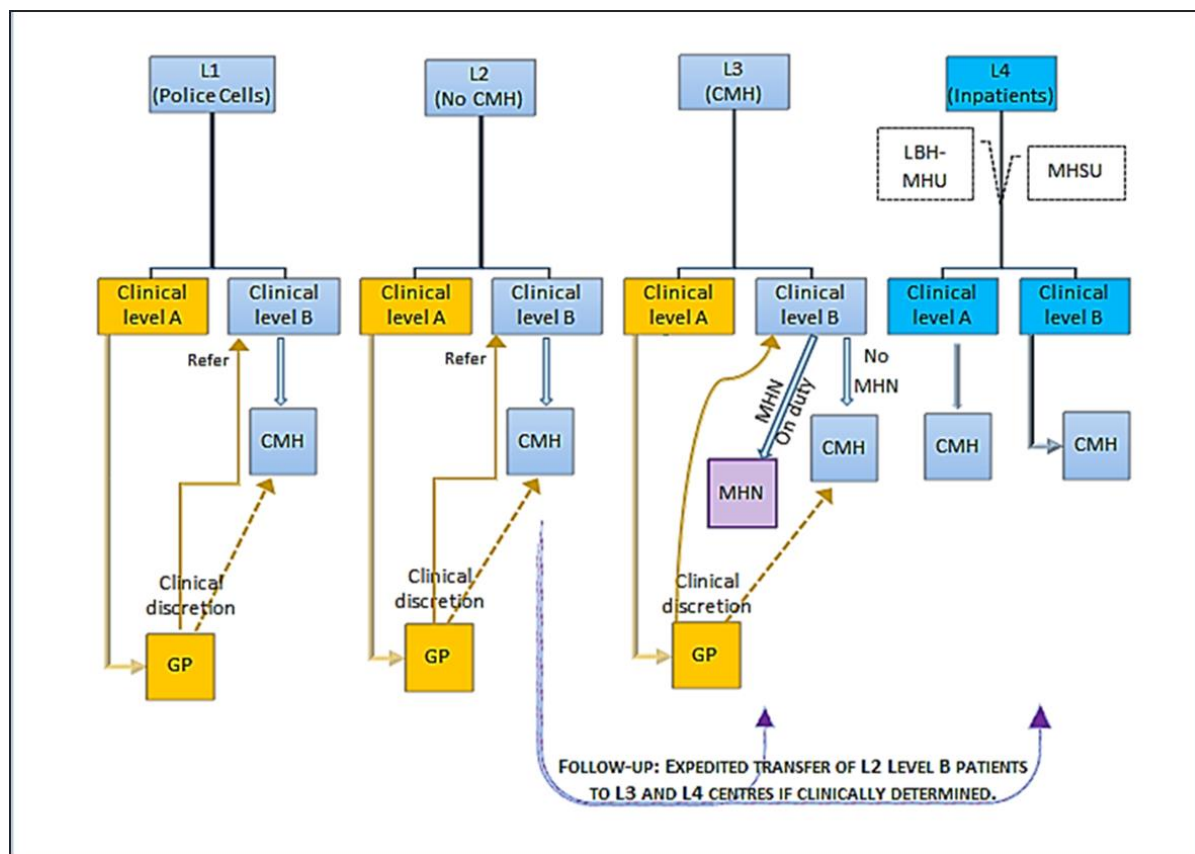 L1
(Police Cells)
L2
(No CMH)
L3
(CMH)
L4
(Inpatients)
LBH-
MHU
MHSU
Clinical
level A
Clinical
level B
Clinical
level A
Clinical
level B
Clinical
level A
Clinical
level B
Clinical
level A
Clinical
level B
Refer
Refer
MHN
On duty
No
MHN
CMH
CMH
MHN
CMH
CMH
CMH
Clinical
discretion
Clinical
discretion
Clinical
discretion
GP
GP
GP
FOLLOW-UP: EXPEDITED TRANSFER OF L2 LEVEL B PATIENTS
TO L3 AND L4 CENTRES IF CLINICALLY DETERMINED.